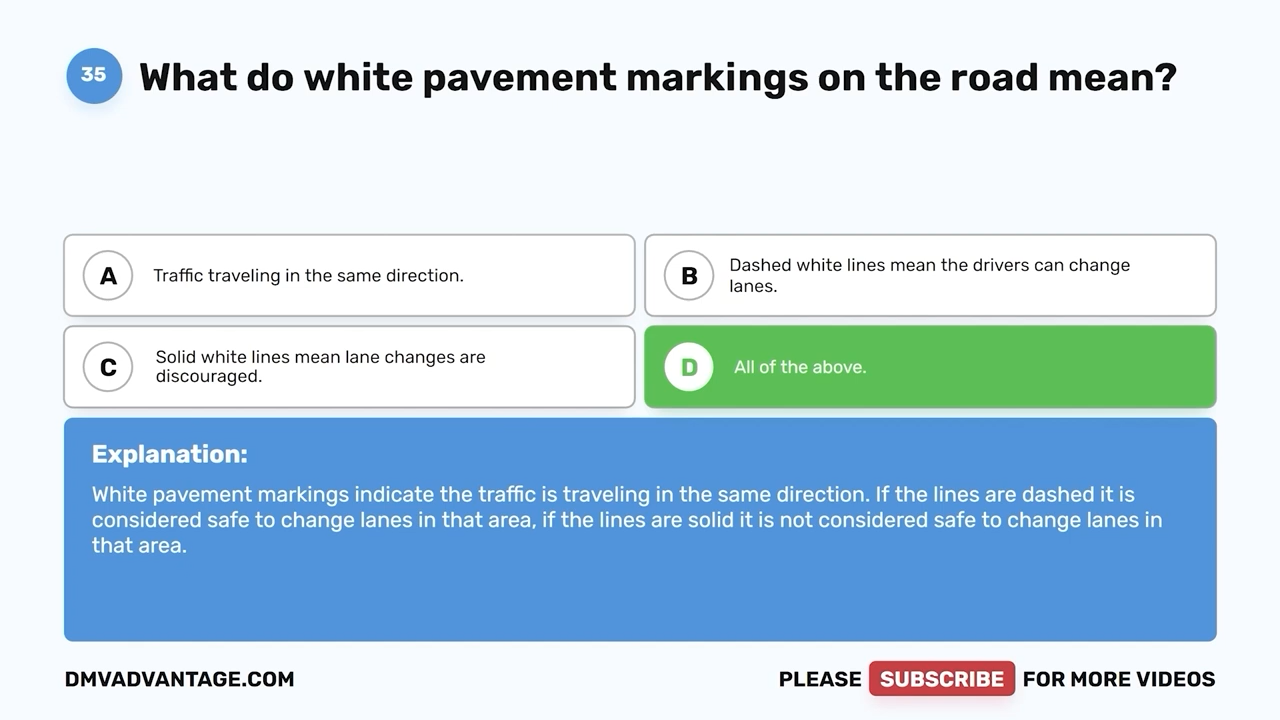 35 What do white pavement markings on the road mean?
A Traffic traveling in the same direction.
B Dashed white lines mean the drivers can change
lanes.
C Solid white lines mean lane changes are
discouraged.
D All of the above.
Explanation:
White pavement markings indicate the traffic is traveling in the same direction. If the lines are dashed it is
considered safe to change lanes in that area, if the lines are solid it is not considered safe to change lanes in
that area.
DMVADVANTAGE.COM
PLEASE SUBSCRIBE FOR MORE VIDEOS